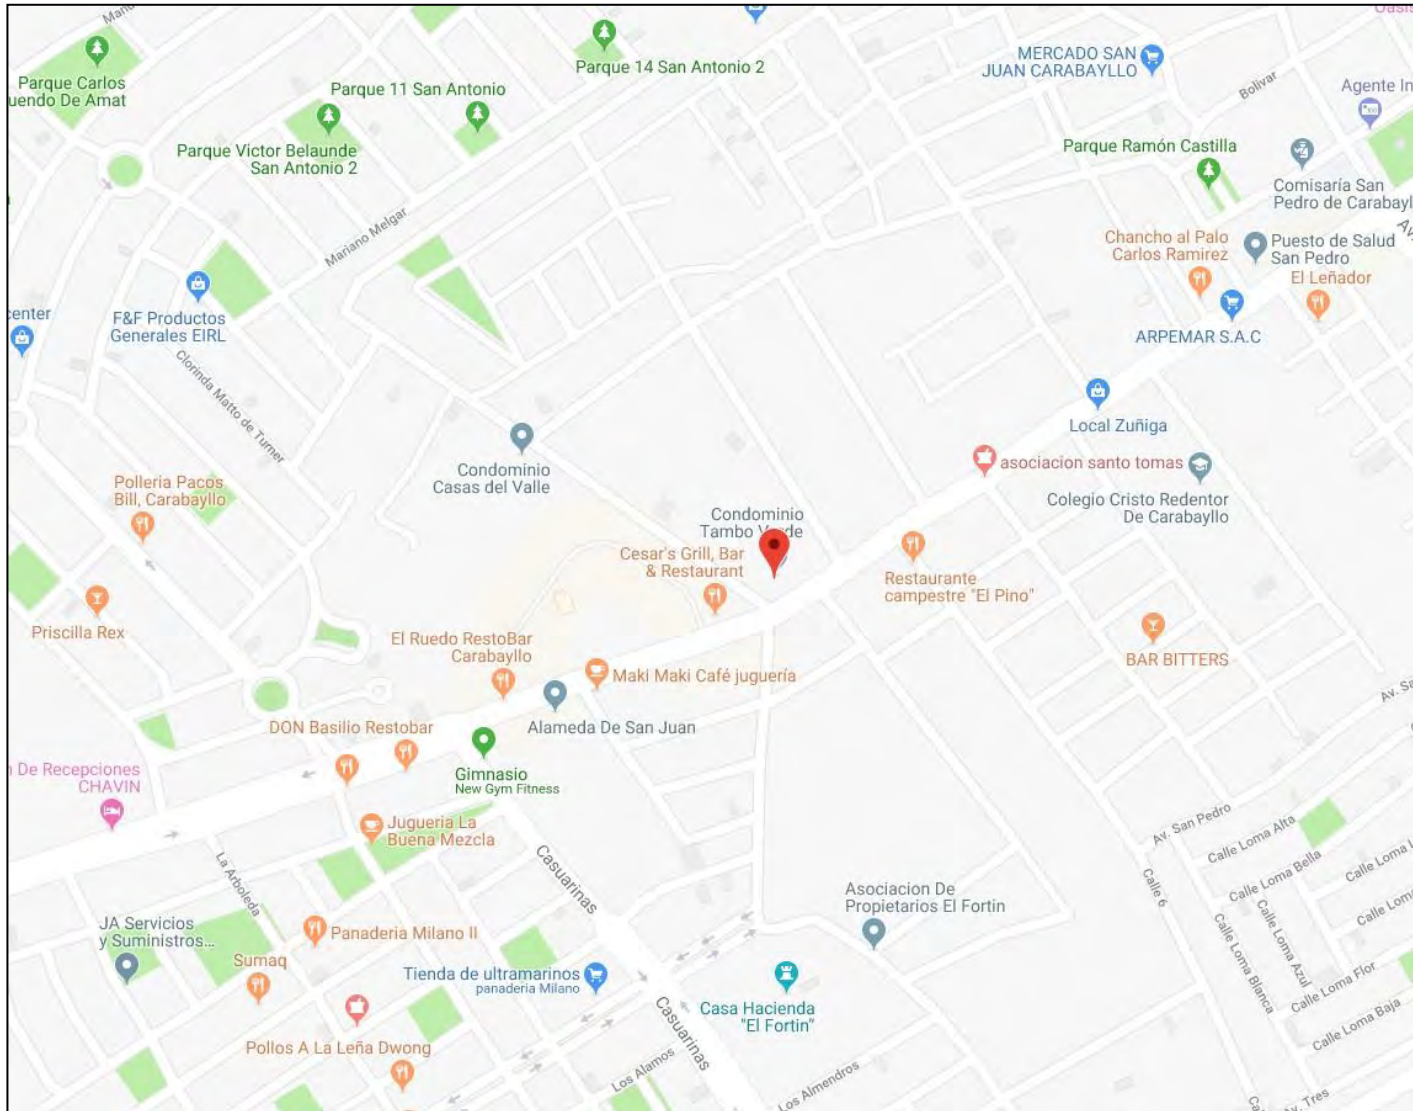 Parque Carlos
uendo De Amat
Parque 11 San Antonio
Parque 14 San Antonio 2
Parque Victor Belaunde
San Antonio 2
MERCADO SAN
JUAN CARABAYLLO
Bolivar
Agente In
Parque Ramón Castilla
Comisaría San
Pedro de Carabayl
Av.
Chancho al Palo
Carlos Ramirez
Puesto de Salud
San Pedro
El Leñador
ARPEMAR S.A.C
Mariano Melgar
F&F Productos
Generales EIRL
center
Clorinda Matto de Turner
Local Zuñiga
asociacion santo tomas
Colegio Cristo Redentor
De Carabayllo
Condominio
Casas del Valle
Polleria Pacos
Bill, Carabayllo
Condominio
Tambo Verde
Cesar's Grill, Bar
& Restaurant
Restaurante
campestre "El Pino"
Priscilla Rex
El Ruedo RestoBar
Carabayllo
Maki Maki Café juguería
BAR BITTERS
Alameda De San Juan
DON Basilio Restobar
n De Recepciones
CHAVIN
Gimnasio
New Gym Fitness
Jugueria La
Buena Mezcla
Av. San Pedro
Calle Loma Alta
Calle Loma Bella
Calle 6
La Arboleda
Casuarinas
Asociacion De
Propietarios El Fortin
JA Servicios
y Suministros...
Panaderia Milano II
Sumaq
Tienda de ultramarinos
panaderia Milano
Casa Hacienda
"El Fortin"
Casuarinas
Calle Loma Blanca
Calle Loma Azul
Calle Loma Flor
Calle Loma Baja
Pollos A La Leña Dwong
Los Alamos
Los Almendros
Av. Tres